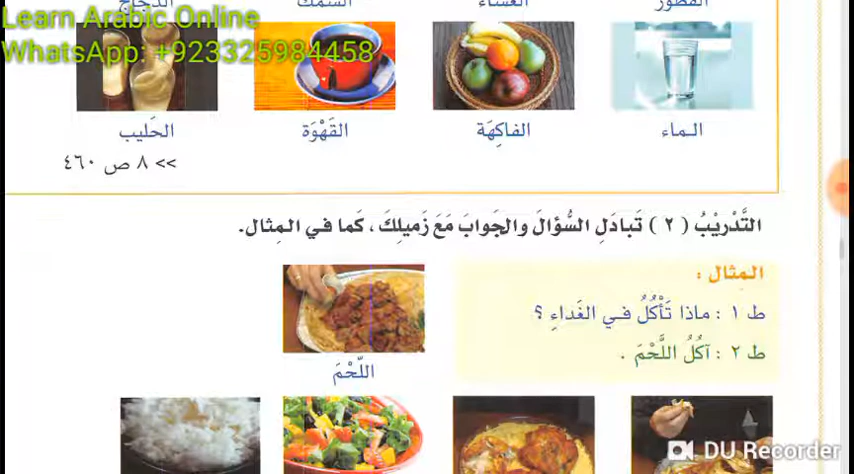 Learn Arabic Online
WhatsApp: +923325984458
الماء
الفاكِهَة
القَهْوَة
الحَليب
>> ٨ ص ٤٦٠
التَّدْريْبُ ( ٢ ) تَبادَلِ السُّؤالَ والجَوابَ مَعَ زَميلِكَ ، كَما في المِثال.
المِثال :
ط ١ : ماذا تَأْكُلُ في الغَداءِ ؟
ط ٢ : آكُلُ اللَّحْمَ .
اللَّحْمَ
DU Recorder